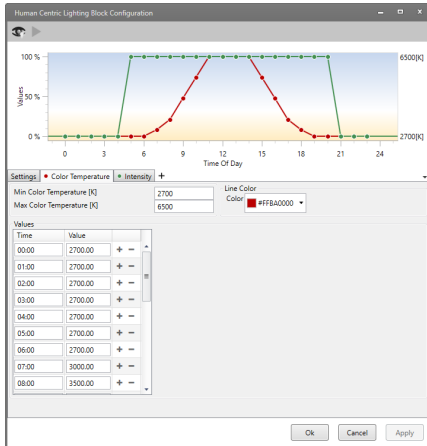 Human Centric Lighting Block Configuration
100 %
6500[K]
Values
50 %
0 %
2700[K]
0 3 6 9 12 15 18 21 24
Time Of Day
Settings Color Temperature Intensity +
Min Color Temperature [K] 2700
Max Color Temperature [K] 6500
Line Color
Color #FFBA0000
Values
Time Value
00:00 2700.00 + −
01:00 2700.00 + −
02:00 2700.00 + −
03:00 2700.00 + −
04:00 2700.00 + −
05:00 2700.00 + −
06:00 2700.00 + −
07:00 3000.00 + −
08:00 3500.00 + −
Ok Cancel Apply